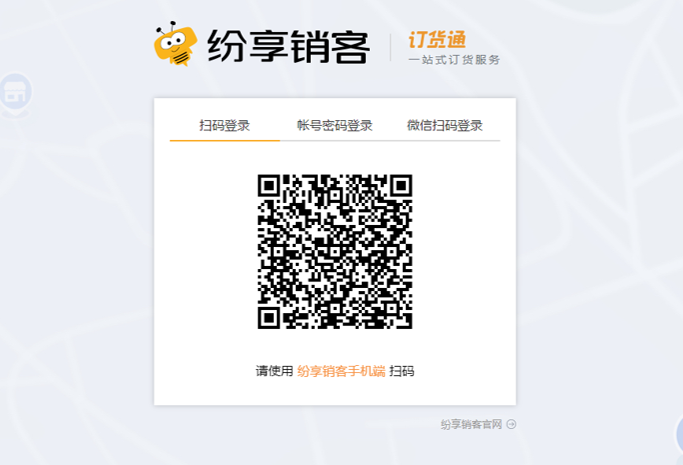 纷享销客
订货通
一站式订货服务
扫码登录 帐号密码登录 微信扫码登录
请使用 纷享销客手机端 扫码
纷享销客官网